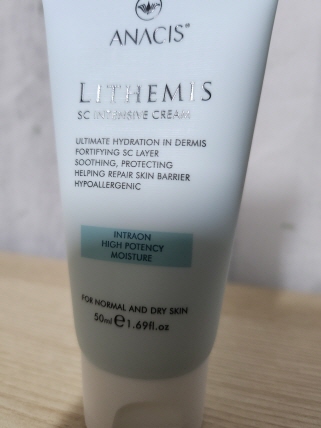 ANACIS®
LITHEMIS
SC INTENSIVE CREAM
ULTIMATE HYDRATION IN DERMIS
FORTIFYING SC LAYER
SOOTHING, PROTECTING
HELPING REPAIR SKIN BARRIER
HYPOALLERGENIC
INTRAON
HIGH POTENCY
MOISTURE
FOR NORMAL AND DRY SKIN
50ml ℮ 1.69fl.oz